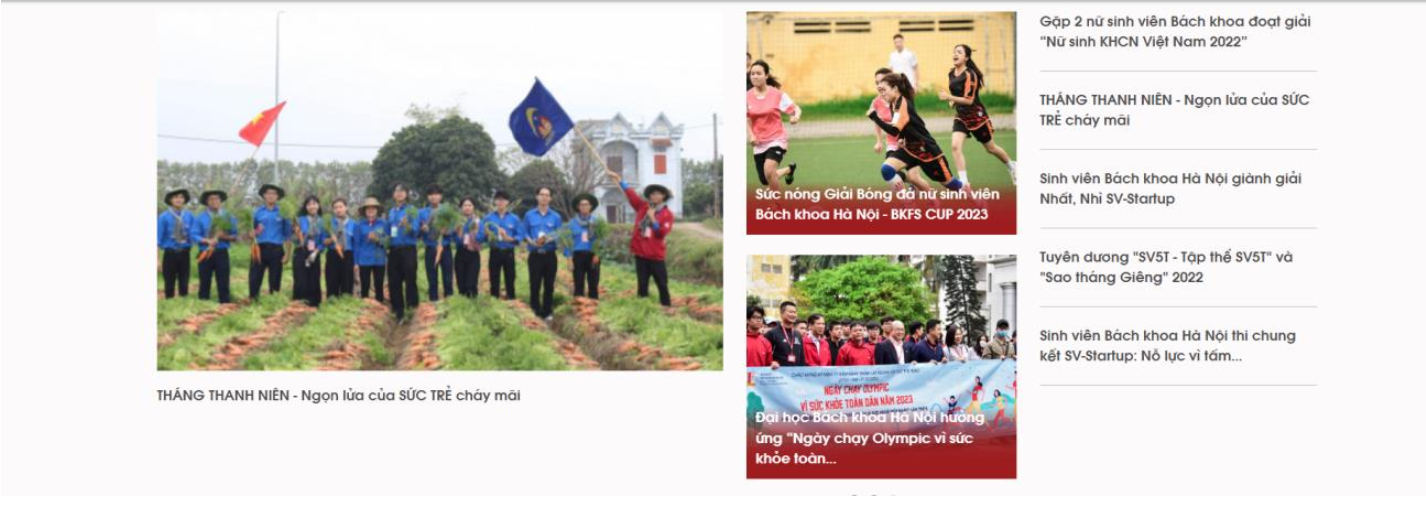 THÁNG THANH NIÊN - Ngọn lửa của SỨC TRẺ cháy mãi
Sức nóng Giải Bóng đá nữ sinh viên
Bách khoa Hà Nội - BKFS CUP 2023
NGÀY CHẠY OLYMPIC
VÌ SỨC KHỎE TOÀN DÂN NĂM 2023
Đại học Bách khoa Hà Nội hưởng
ứng "Ngày chạy Olympic vì sức
khỏe toàn...
Gặp 2 nữ sinh viên Bách khoa đoạt giải
"Nữ sinh KHCN Việt Nam 2022"
THÁNG THANH NIÊN - Ngọn lửa của SỨC
TRẺ cháy mãi
Sinh viên Bách khoa Hà Nội giành giải
Nhất, Nhì SV-Startup
Tuyên dương "SV5T - Tập thể SV5T" và
"Sao tháng Giêng" 2022
Sinh viên Bách khoa Hà Nội thi chung
kết SV-Startup: Nỗ lực vì tấm...